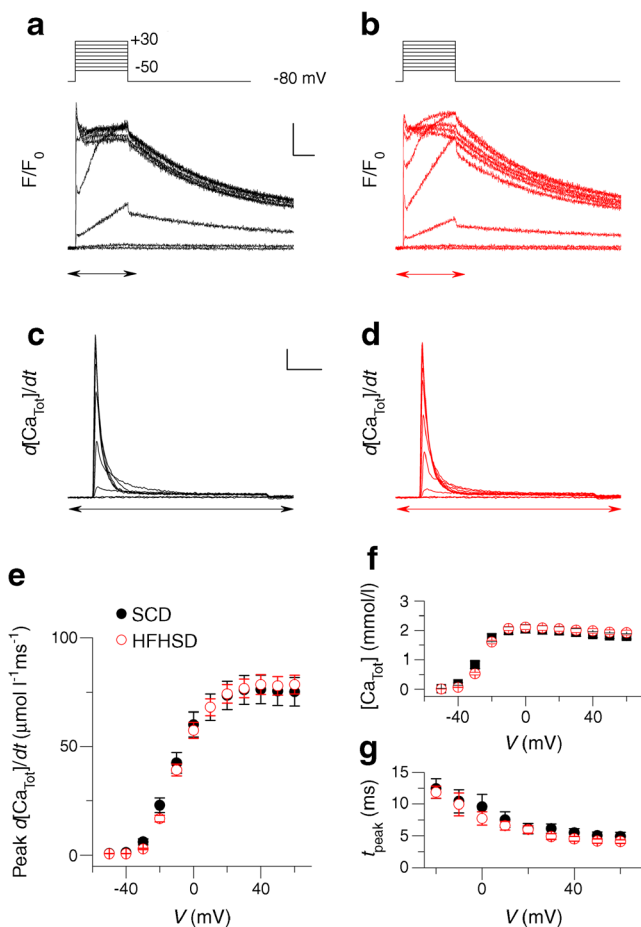 a
+30
-50
-80 mV
F/F0
b
F/F0
c
d[CaTot]/dt
d
d[CaTot]/dt
e
SCD
HFHSD
Peak d[CaTot]/dt (μmol l-1ms-1)
100
50
0
-40
0
40
V (mV)
f
[CaTot] (mmol/l)
3
2
1
0
-40
0
40
V (mV)
g
tpeak (ms)
15
10
5
0
0
40
V (mV)